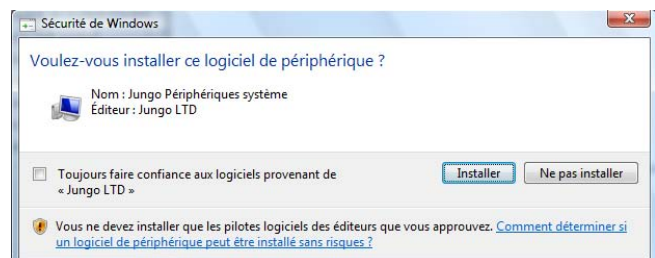 Sécurité de Windows
Voulez-vous installer ce logiciel de périphérique ?
Nom : Jungo Périphériques système
Éditeur : Jungo LTD
Toujours faire confiance aux logiciels provenant de
« Jungo LTD »
Installer
Ne pas installer
Vous ne devez installer que les pilotes logiciels des éditeurs que vous approuvez. Comment déterminer si
un logiciel de périphérique peut être installé sans risques ?